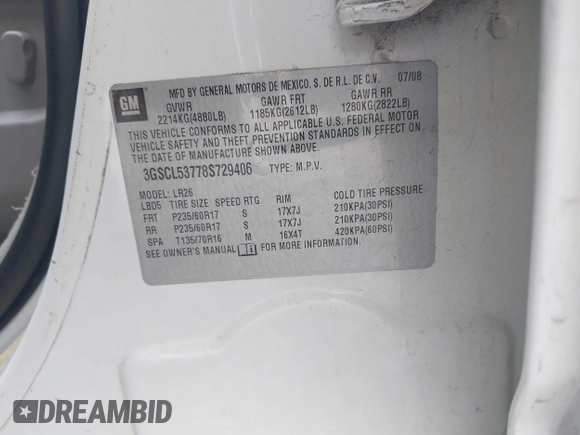 GM
MFD BY GENERAL MOTORS DE MEXICO, S. DE R.L. DE C.V. 07/08
GVWR GAWR FRT GAWR RR
2214KG(4880LB) 1185KG(2612LB) 1280KG(2822LB)
THIS VEHICLE CONFORMS TO ALL APPLICABLE U.S. FEDERAL MOTOR
VEHICLE SAFETY AND THEFT PREVENTION STANDARDS IN EFFECT ON
THE DATE OF MANUFACTURE SHOWN ABOVE.
3GSCL53778S729406 TYPE: M.P.V.
MODEL: LR26
LBD5 TIRE SIZE SPEED RTG RIM COLD TIRE PRESSURE
FRT P235/60R17 S 17X7J 210KPA(30PSI)
RR P235/60R17 S 17X7J 210KPA(30PSI)
SPA T135/70R16 M 16X4T 420KPA(60PSI)
SEE OWNER'S MANUAL FOR MORE INFORMATION
DREAMBID